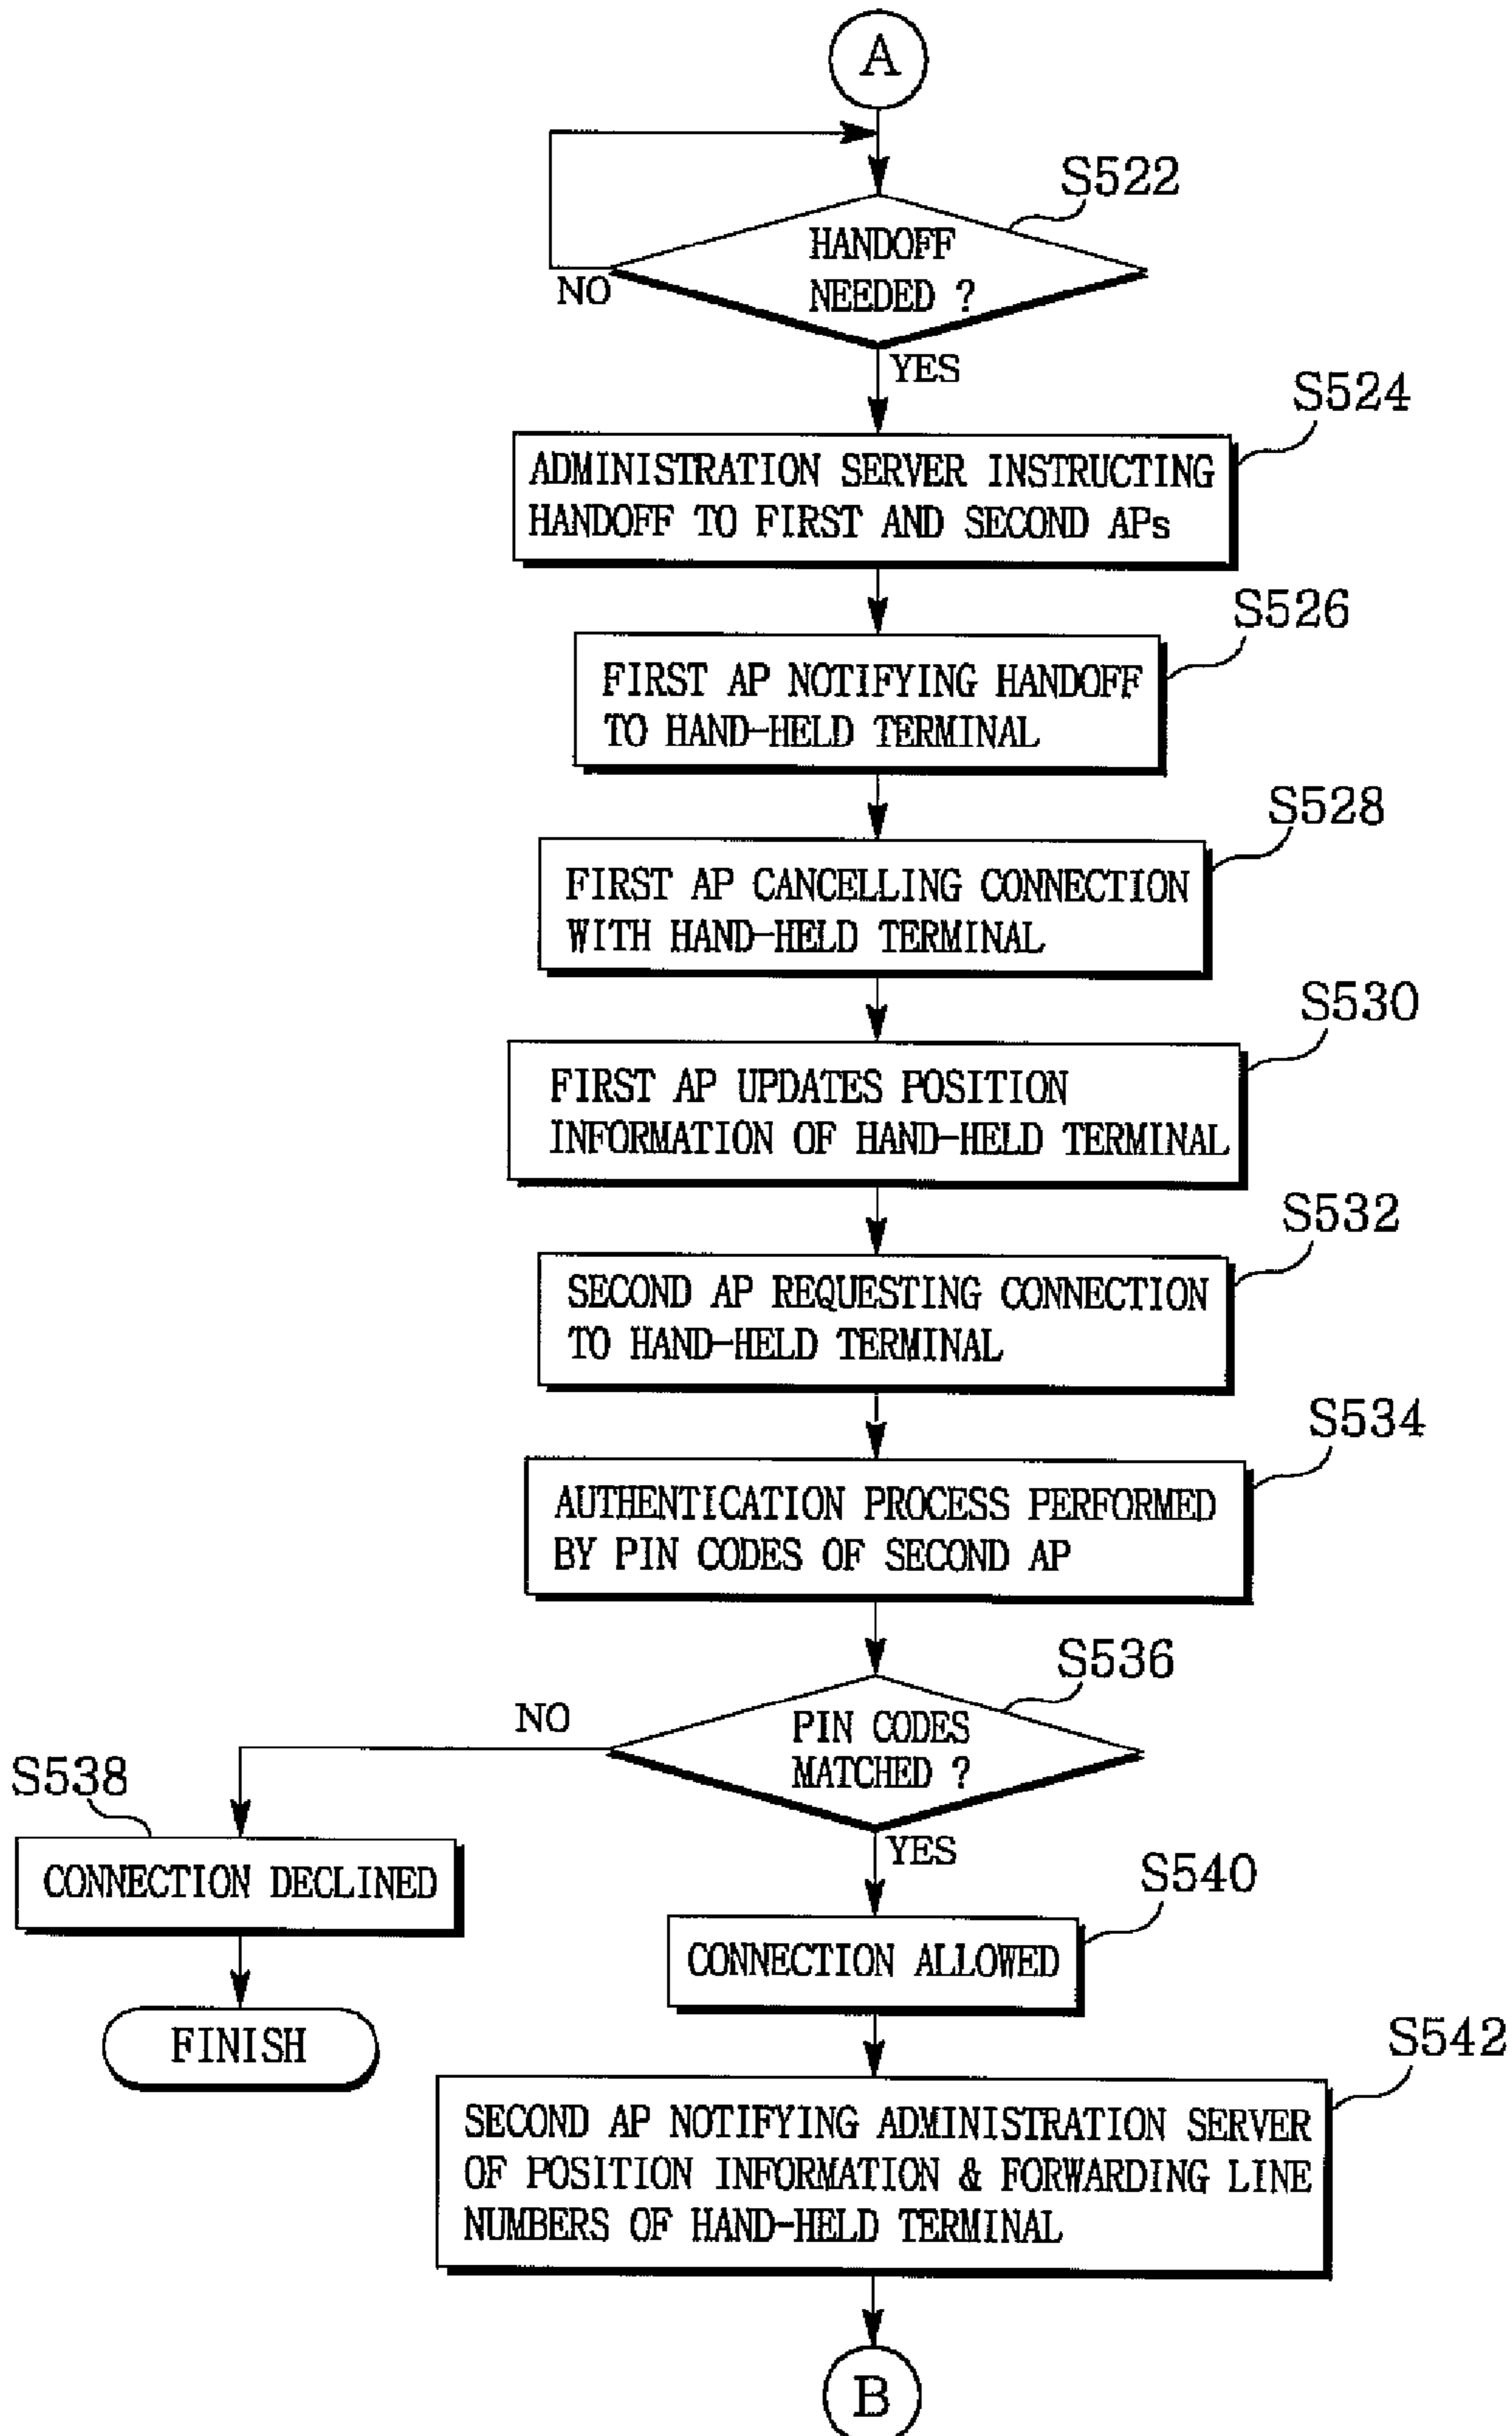 A
S522
HANDOFF
NEEDED ?
NO
YES
S524
ADMINISTRATION SERVER INSTRUCTING
HANDOFF TO FIRST AND SECOND APs
S526
FIRST AP NOTIFYING HANDOFF
TO HAND-HELD TERMINAL
S528
FIRST AP CANCELLING CONNECTION
WITH HAND-HELD TERMINAL
S530
FIRST AP UPDATES POSITION
INFORMATION OF HAND-HELD TERMINAL
S532
SECOND AP REQUESTING CONNECTION
TO HAND-HELD TERMINAL
S534
AUTHENTICATION PROCESS PERFORMED
BY PIN CODES OF SECOND AP
S536
PIN CODES
MATCHED ?
NO
S538
CONNECTION DECLINED
FINISH
YES
S540
CONNECTION ALLOWED
S542
SECOND AP NOTIFYING ADMINISTRATION SERVER
OF POSITION INFORMATION & FORWARDING LINE
NUMBERS OF HAND-HELD TERMINAL
B